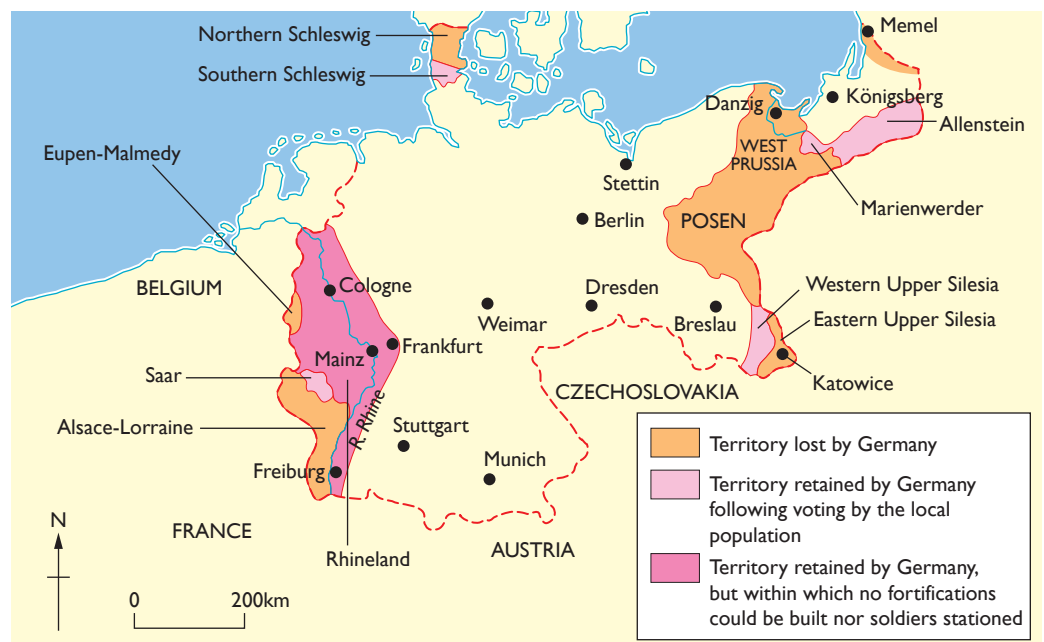 Northern Schleswig
Memel
Southern Schleswig
Danzig
Königsberg
Allenstein
Eupen-Malmedy
WEST
PRUSSIA
Stettin
Marienwerder
Berlin
POSEN
BELGIUM
Cologne
Dresden
Western Upper Silesia
Weimar
Breslau
Eastern Upper Silesia
Mainz
Frankfurt
Saar
Katowice
CZECHOSLOVAKIA
Alsace-Lorraine
R. Rhine
Stuttgart
Freiburg
Munich
N
FRANCE
Rhineland
AUSTRIA
0 200km
Territory lost by Germany
Territory retained by Germany
following voting by the local
population
Territory retained by Germany,
but within which no fortifications
could be built nor soldiers stationed